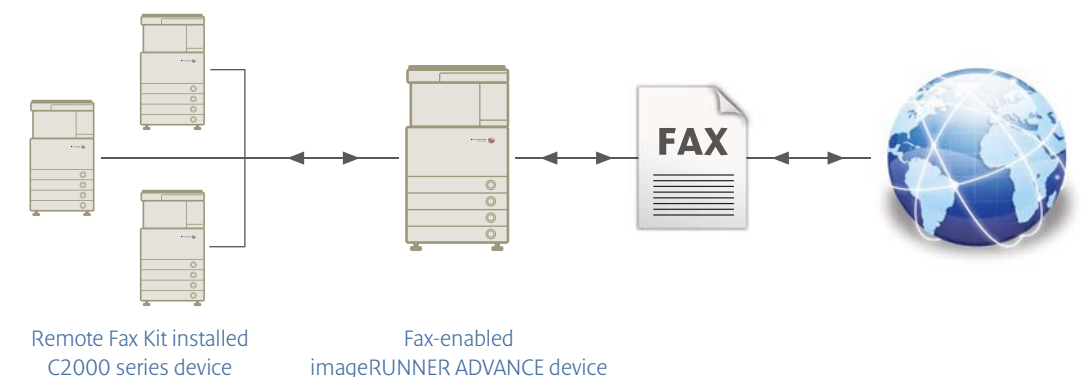 FAX
Remote Fax Kit installed
C2000 series device
Fax-enabled
imageRUNNER ADVANCE device